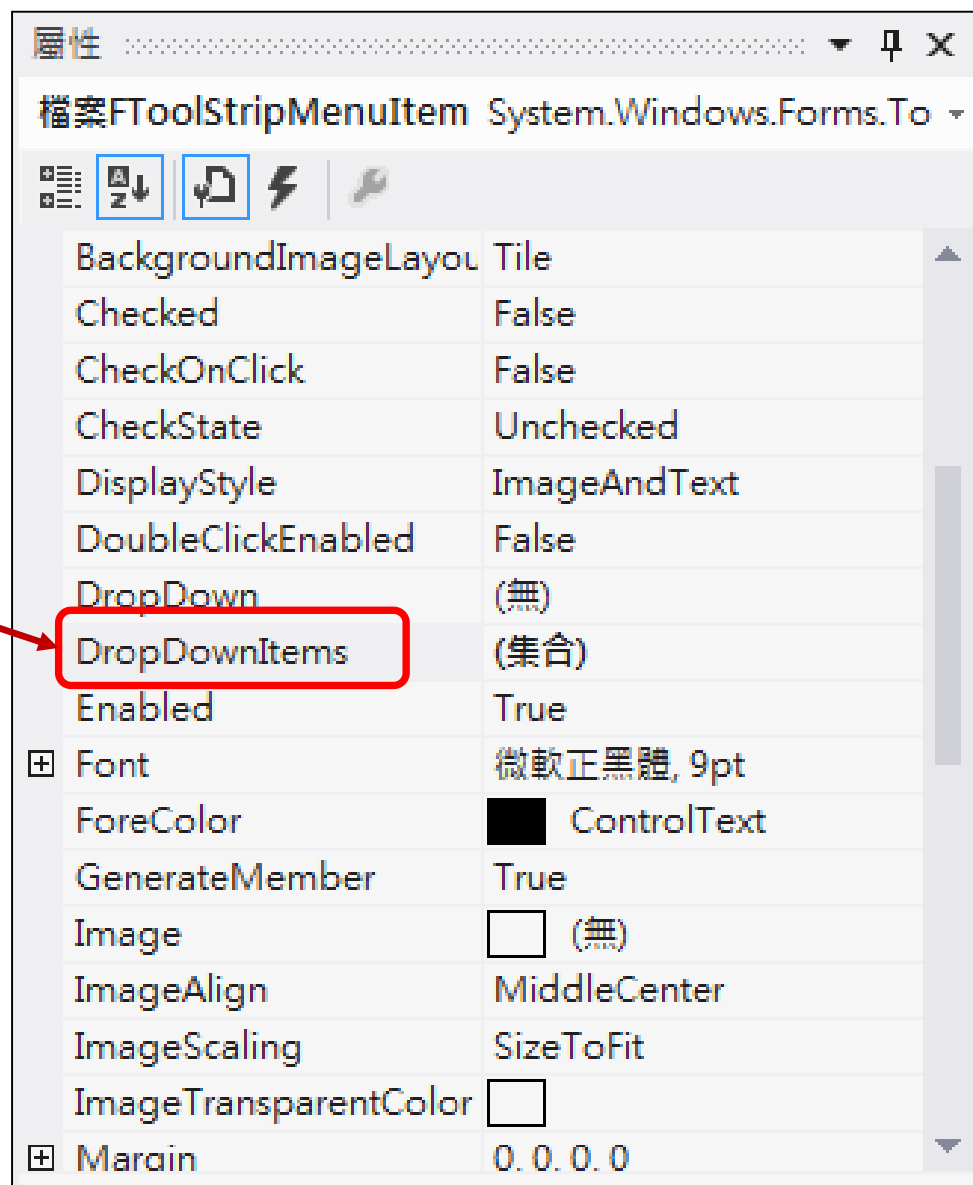 屬性
檔案FToolStripMenuItem System.Windows.Forms.To
BackgroundImageLayou Tile
Checked False
CheckOnClick False
CheckState Unchecked
DisplayStyle ImageAndText
DoubleClickEnabled False
DropDown (無)
DropDownItems (集合)
Enabled True
Font 微軟正黑體, 9pt
ForeColor ControlText
GenerateMember True
Image (無)
ImageAlign MiddleCenter
ImageScaling SizeToFit
ImageTransparentColor
Margin 0, 0, 0, 0